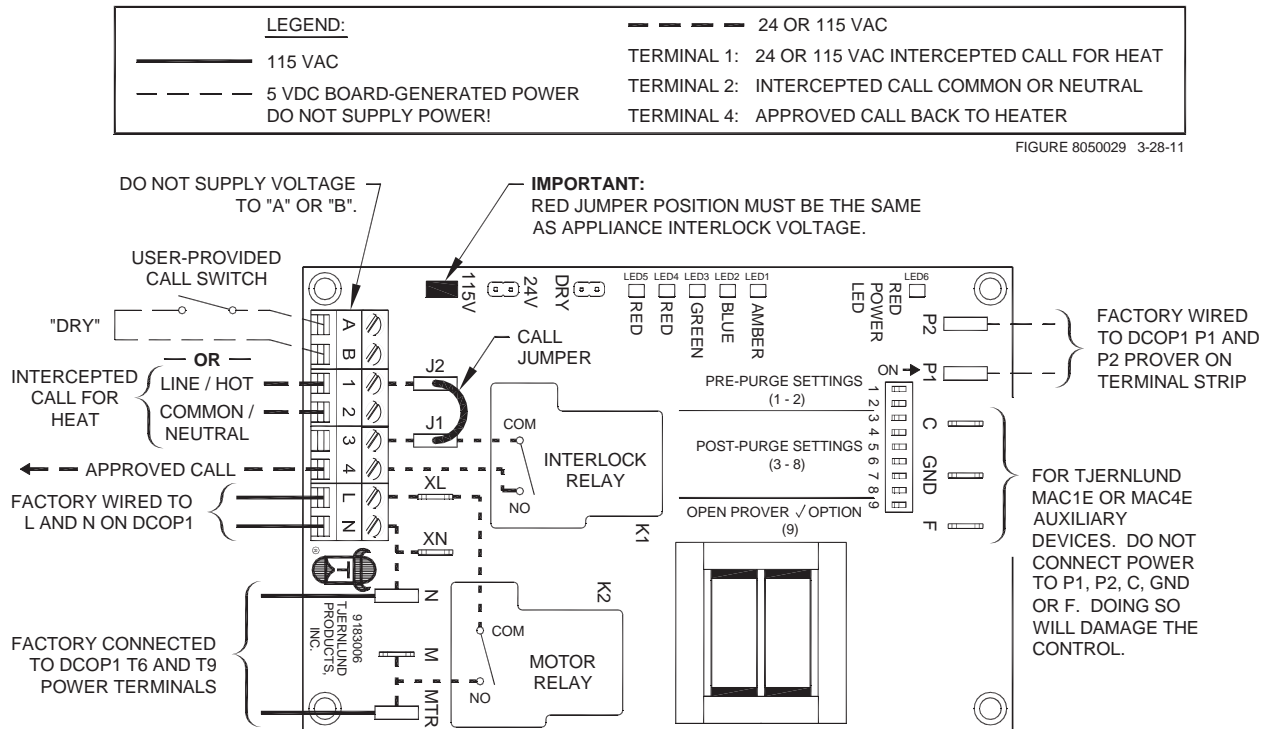 LEGEND:
115 VAC
5 VDC BOARD-GENERATED POWER
DO NOT SUPPLY POWER!
24 OR 115 VAC
TERMINAL 1: 24 OR 115 VAC INTERCEPTED CALL FOR HEAT
TERMINAL 2: INTERCEPTED CALL COMMON OR NEUTRAL
TERMINAL 4: APPROVED CALL BACK TO HEATER
FIGURE 8050029 3-28-11
DO NOT SUPPLY VOLTAGE
TO "A" OR "B".
IMPORTANT:
RED JUMPER POSITION MUST BE THE SAME
AS APPLIANCE INTERLOCK VOLTAGE.
USER-PROVIDED
CALL SWITCH
"DRY"
OR
INTERCEPTED
CALL FOR
HEAT
LINE / HOT
COMMON /
NEUTRAL
APPROVED CALL
FACTORY WIRED TO
L AND N ON DCOP1
FACTORY CONNECTED
TO DCOP1 T6 AND T9
POWER TERMINALS
A
B
1
2
3
4
L
N
115V
24V
DRY
LED5
LED4
LED3
LED2
LED1
RED
RED
GREEN
BLUE
AMBER
LED6
RED
POWER
LED
P2
P1
ON
CALL
JUMPER
J2
J1
COM
NO
INTERLOCK
RELAY
K1
XL
XN
PRE-PURGE SETTINGS
(1 - 2)
POST-PURGE SETTINGS
(3 - 8)
OPEN PROVER √ OPTION
(9)
1
2
3
4
5
6
7
8
9
C
GND
F
FACTORY WIRED
TO DCOP1 P1 AND
P2 PROVER ON
TERMINAL STRIP
FOR TJERNLUND
MAC1E OR MAC4E
AUXILIARY
DEVICES. DO NOT
CONNECT POWER
TO P1, P2, C, GND
OR F. DOING SO
WILL DAMAGE THE
CONTROL.
®
T
N
M
MTR
9183006
TJERNLUND
PRODUCTS,
INC.
K2
COM
NO
MOTOR
RELAY